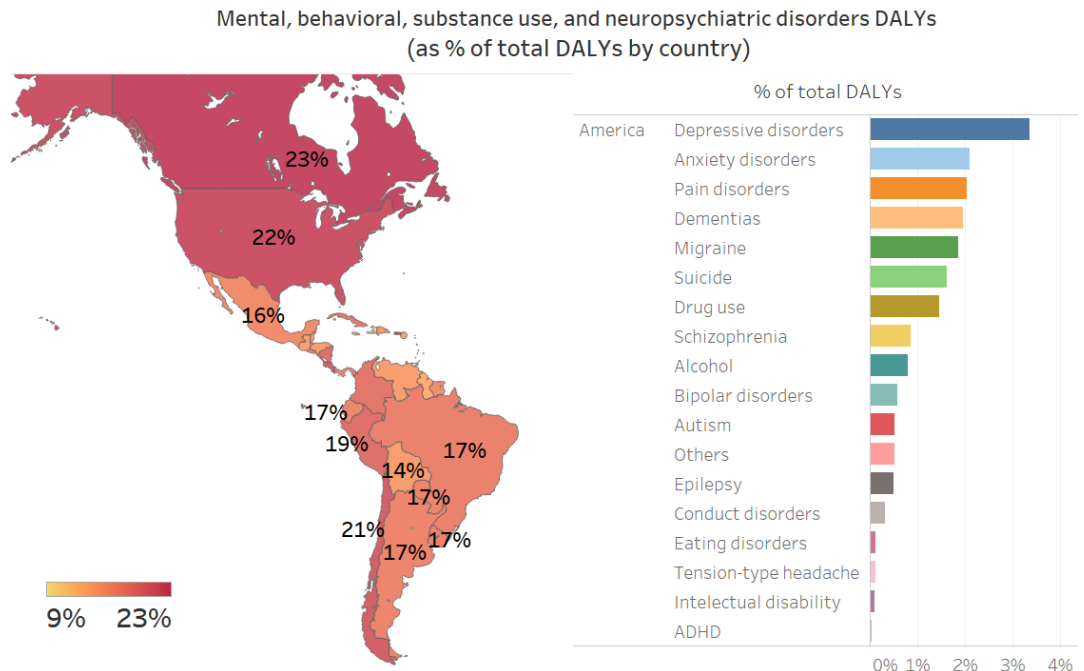 Mental, behavioral, substance use, and neuropsychiatric disorders DALYs
(as % of total DALYs by country)
23%
22%
16%
17%
19%
17%
14%
17%
21%
17%
17%
9%
23%
% of total DALYs
America
Depressive disorders
Anxiety disorders
Pain disorders
Dementias
Migraine
Suicide
Drug use
Schizophrenia
Alcohol
Bipolar disorders
Autism
Others
Epilepsy
Conduct disorders
Eating disorders
Tension-type headache
Intelectual disability
ADHD
0% 1% 2% 3% 4%